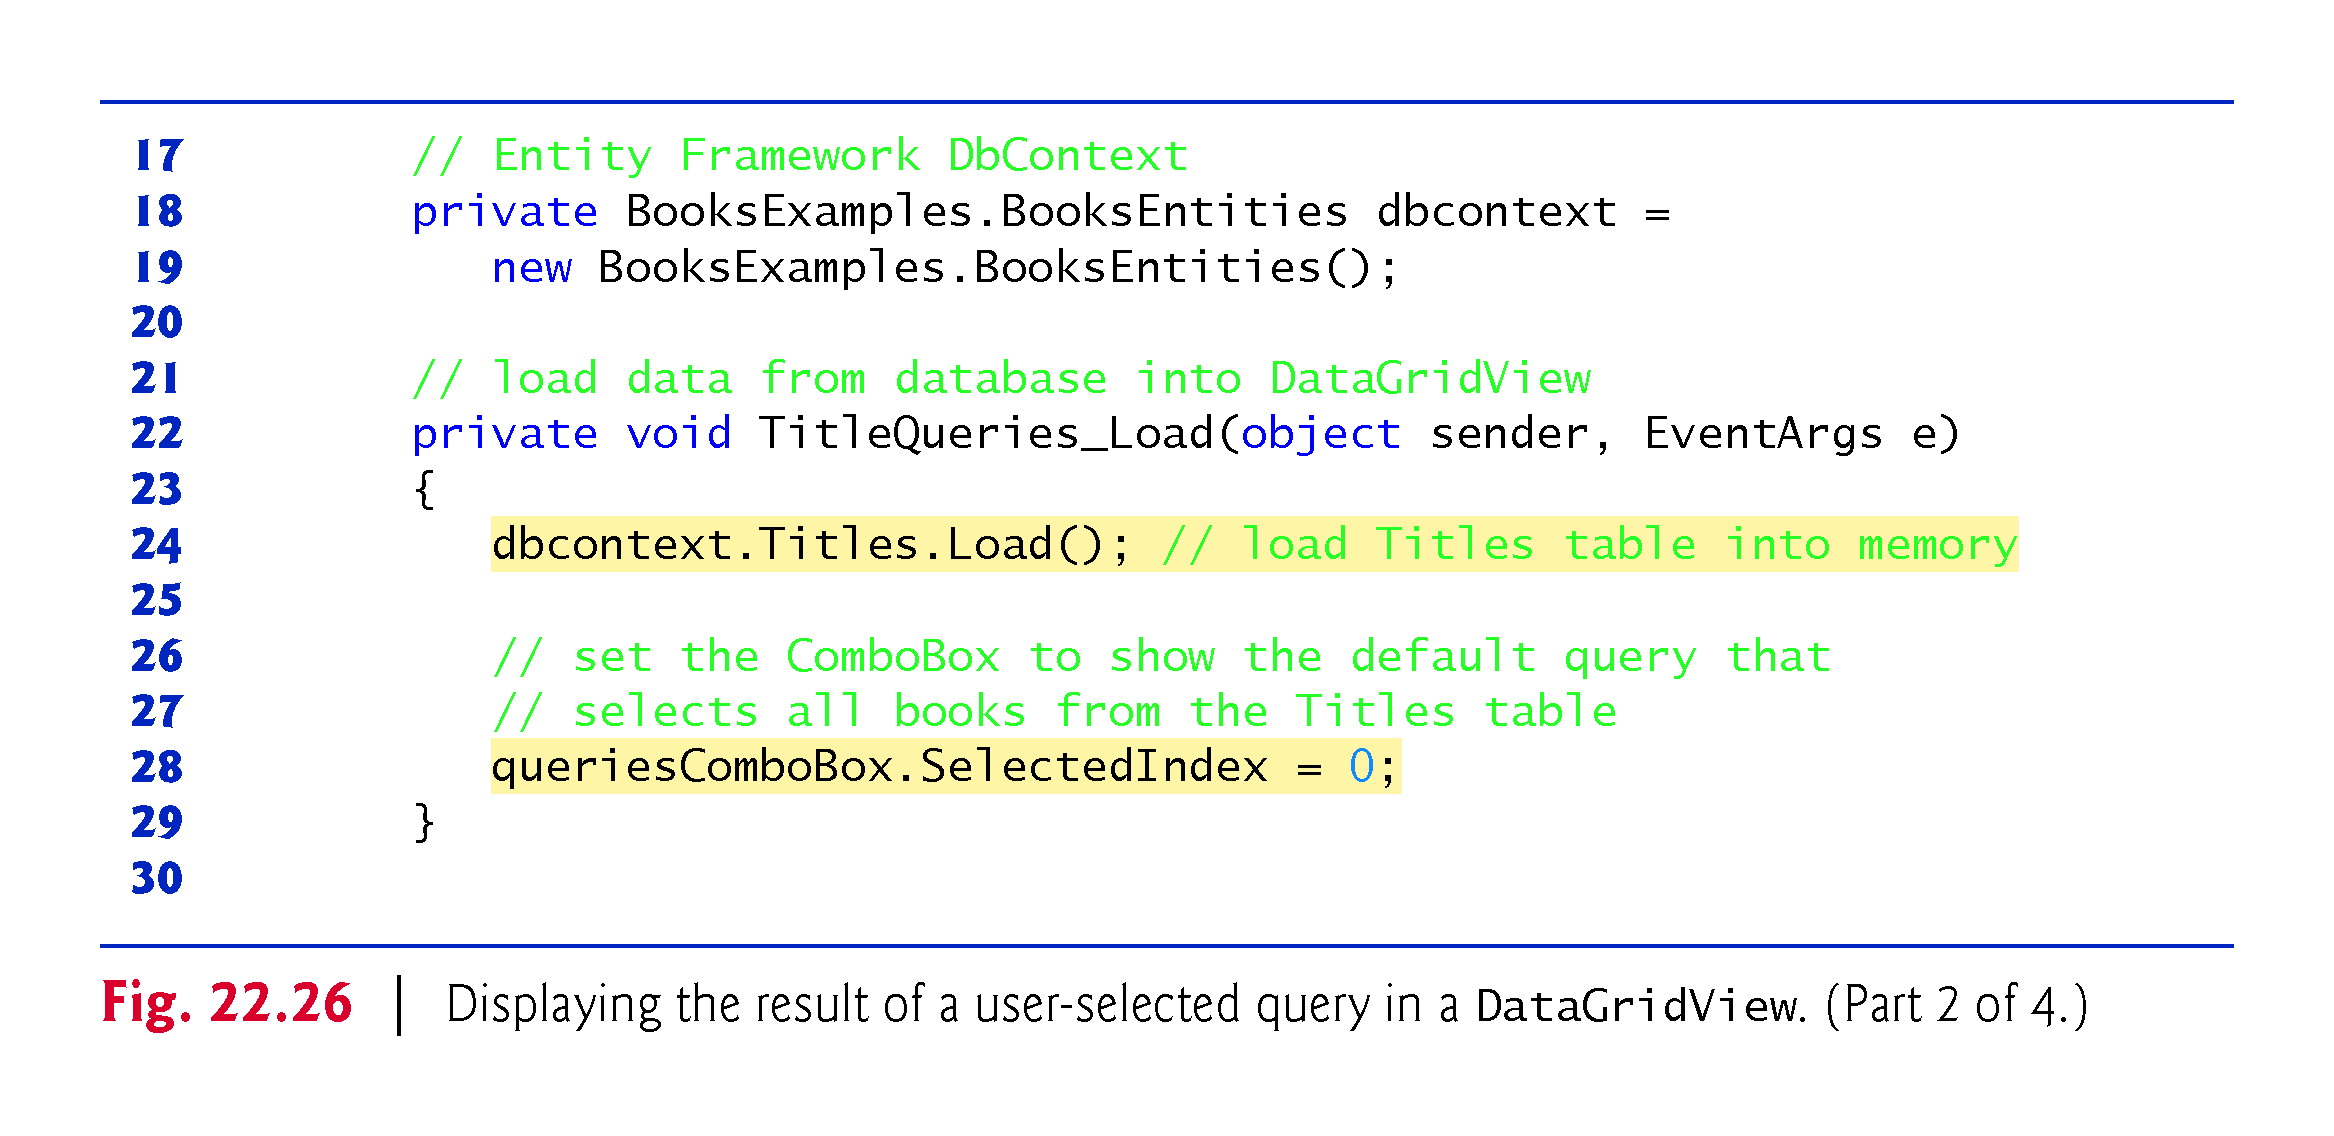 17 // Entity Framework DbContext
18 private BooksExamples.BooksEntities dbcontext =
19 new BooksExamples.BooksEntities();
20
21 // load data from database into DataGridView
22 private void TitleQueries_Load(object sender, EventArgs e)
23 {
24 dbcontext.Titles.Load(); // load Titles table into memory
25
26 // set the ComboBox to show the default query that
27 // selects all books from the Titles table
28 queriesComboBox.SelectedIndex = 0;
29 }
30
Fig. 22.26 | Displaying the result of a user-selected query in a DataGridView. (Part 2 of 4.)